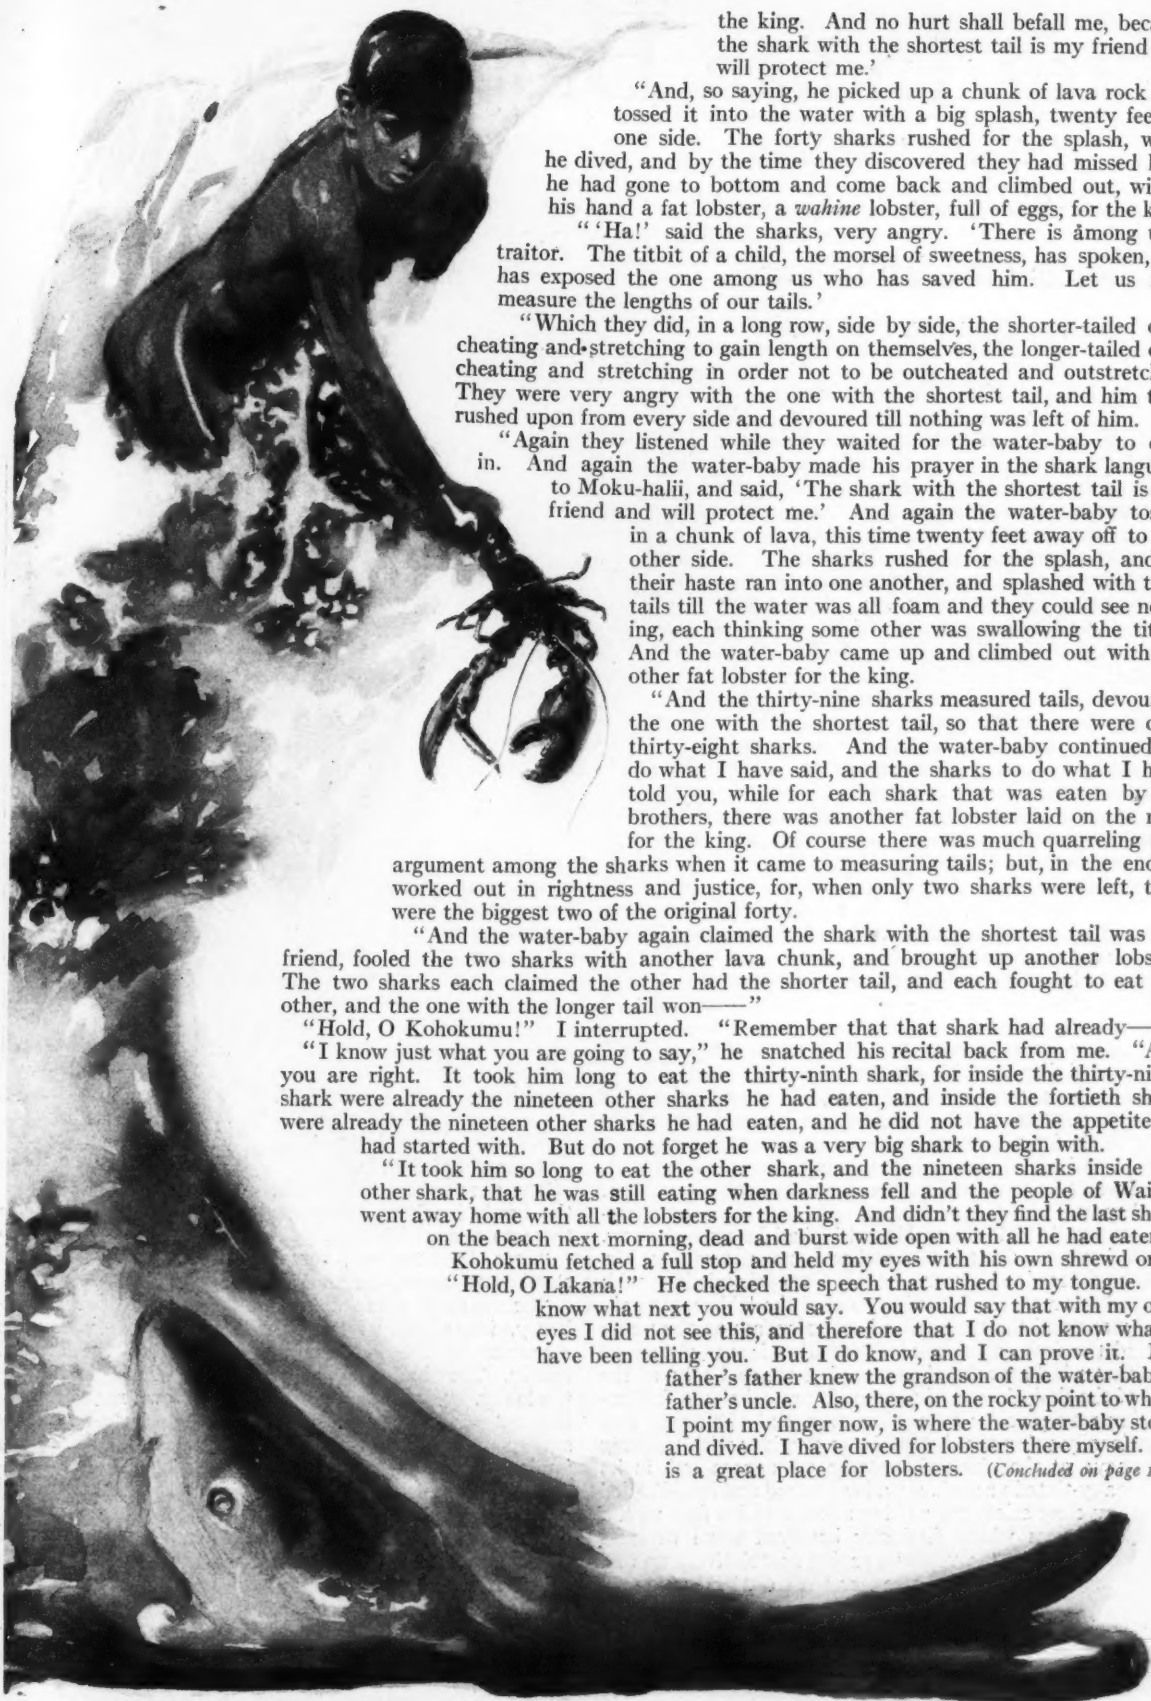 the king. And no hurt shall befall me, beca
the shark with the shortest tail is my friend
will protect me.'
"And, so saying, he picked up a chunk of lava rock
tossed it into the water with a big splash, twenty fee
one side. The forty sharks rushed for the splash, w
he dived, and by the time they discovered they had missed
he had gone to bottom and come back and climbed out, wi
his hand a fat lobster, a wahine lobster, full of eggs, for the k
" 'Ha!' said the sharks, very angry. 'There is among
traitor. The titbit of a child, the morsel of sweetness, has spoken,
has exposed the one among us who has saved him. Let us
measure the lengths of our tails.'
"Which they did, in a long row, side by side, the shorter-tailed
cheating and stretching to gain length on themselves, the longer-tailed
cheating and stretching in order not to be outcheated and outstretch
They were very angry with the one with the shortest tail, and him t
rushed upon from every side and devoured till nothing was left of him.
"Again they listened while they waited for the water-baby to
in. And again the water-baby made his prayer in the shark langu
to Moku-halii, and said, 'The shark with the shortest tail is
friend and will protect me.' And again the water-baby to
in a chunk of lava, this time twenty feet away off to
other side. The sharks rushed for the splash, and
their haste ran into one another, and splashed with t
tails till the water was all foam and they could see no
ing, each thinking some other was swallowing the tit
And the water-baby came up and climbed out with
other fat lobster for the king.
"And the thirty-nine sharks measured tails, devou
the one with the shortest tail, so that there were o
thirty-eight sharks. And the water-baby continued
do what I have said, and the sharks to do what I h
told you, while for each shark that was eaten by
brothers, there was another fat lobster laid on the
for the king. Of course there was much quarreling
argument among the sharks when it came to measuring tails; but, in the end
worked out in rightness and justice, for, when only two sharks were left, t
were the biggest two of the original forty.
"And the water-baby again claimed the shark with the shortest tail was
friend, fooled the two sharks with another lava chunk, and brought up another lobs
The two sharks each claimed the other had the shorter tail, and each fought to eat
other, and the one with the longer tail won——"
"Hold, O Kohokumu!" I interrupted. "Remember that that shark had already—
"I know just what you are going to say," he snatched his recital back from me. "A
you are right. It took him long to eat the thirty-ninth shark, for inside the thirty-ni
shark were already the nineteen other sharks he had eaten, and inside the fortieth sh
were already the nineteen other sharks he had eaten, and he did not have the appetite
had started with. But do not forget he was a very big shark to begin with.
"It took him so long to eat the other shark, and the nineteen sharks inside
other shark, that he was still eating when darkness fell and the people of Wai
went away home with all the lobsters for the king. And didn't they find the last sh
on the beach next morning, dead and burst wide open with all he had eate
Kohokumu fetched a full stop and held my eyes with his own shrewd o
"Hold, O Lakana!" He checked the speech that rushed to my tongue.
know what next you would say. You would say that with my o
eyes I did not see this, and therefore that I do not know wha
have been telling you. But I do know, and I can prove it.
father's father knew the grandson of the water-bab
father's uncle. Also, there, on the rocky point to wh
I point my finger now, is where the water-baby st
and dived. I have dived for lobsters there myself.
is a great place for lobsters. (Concluded on page